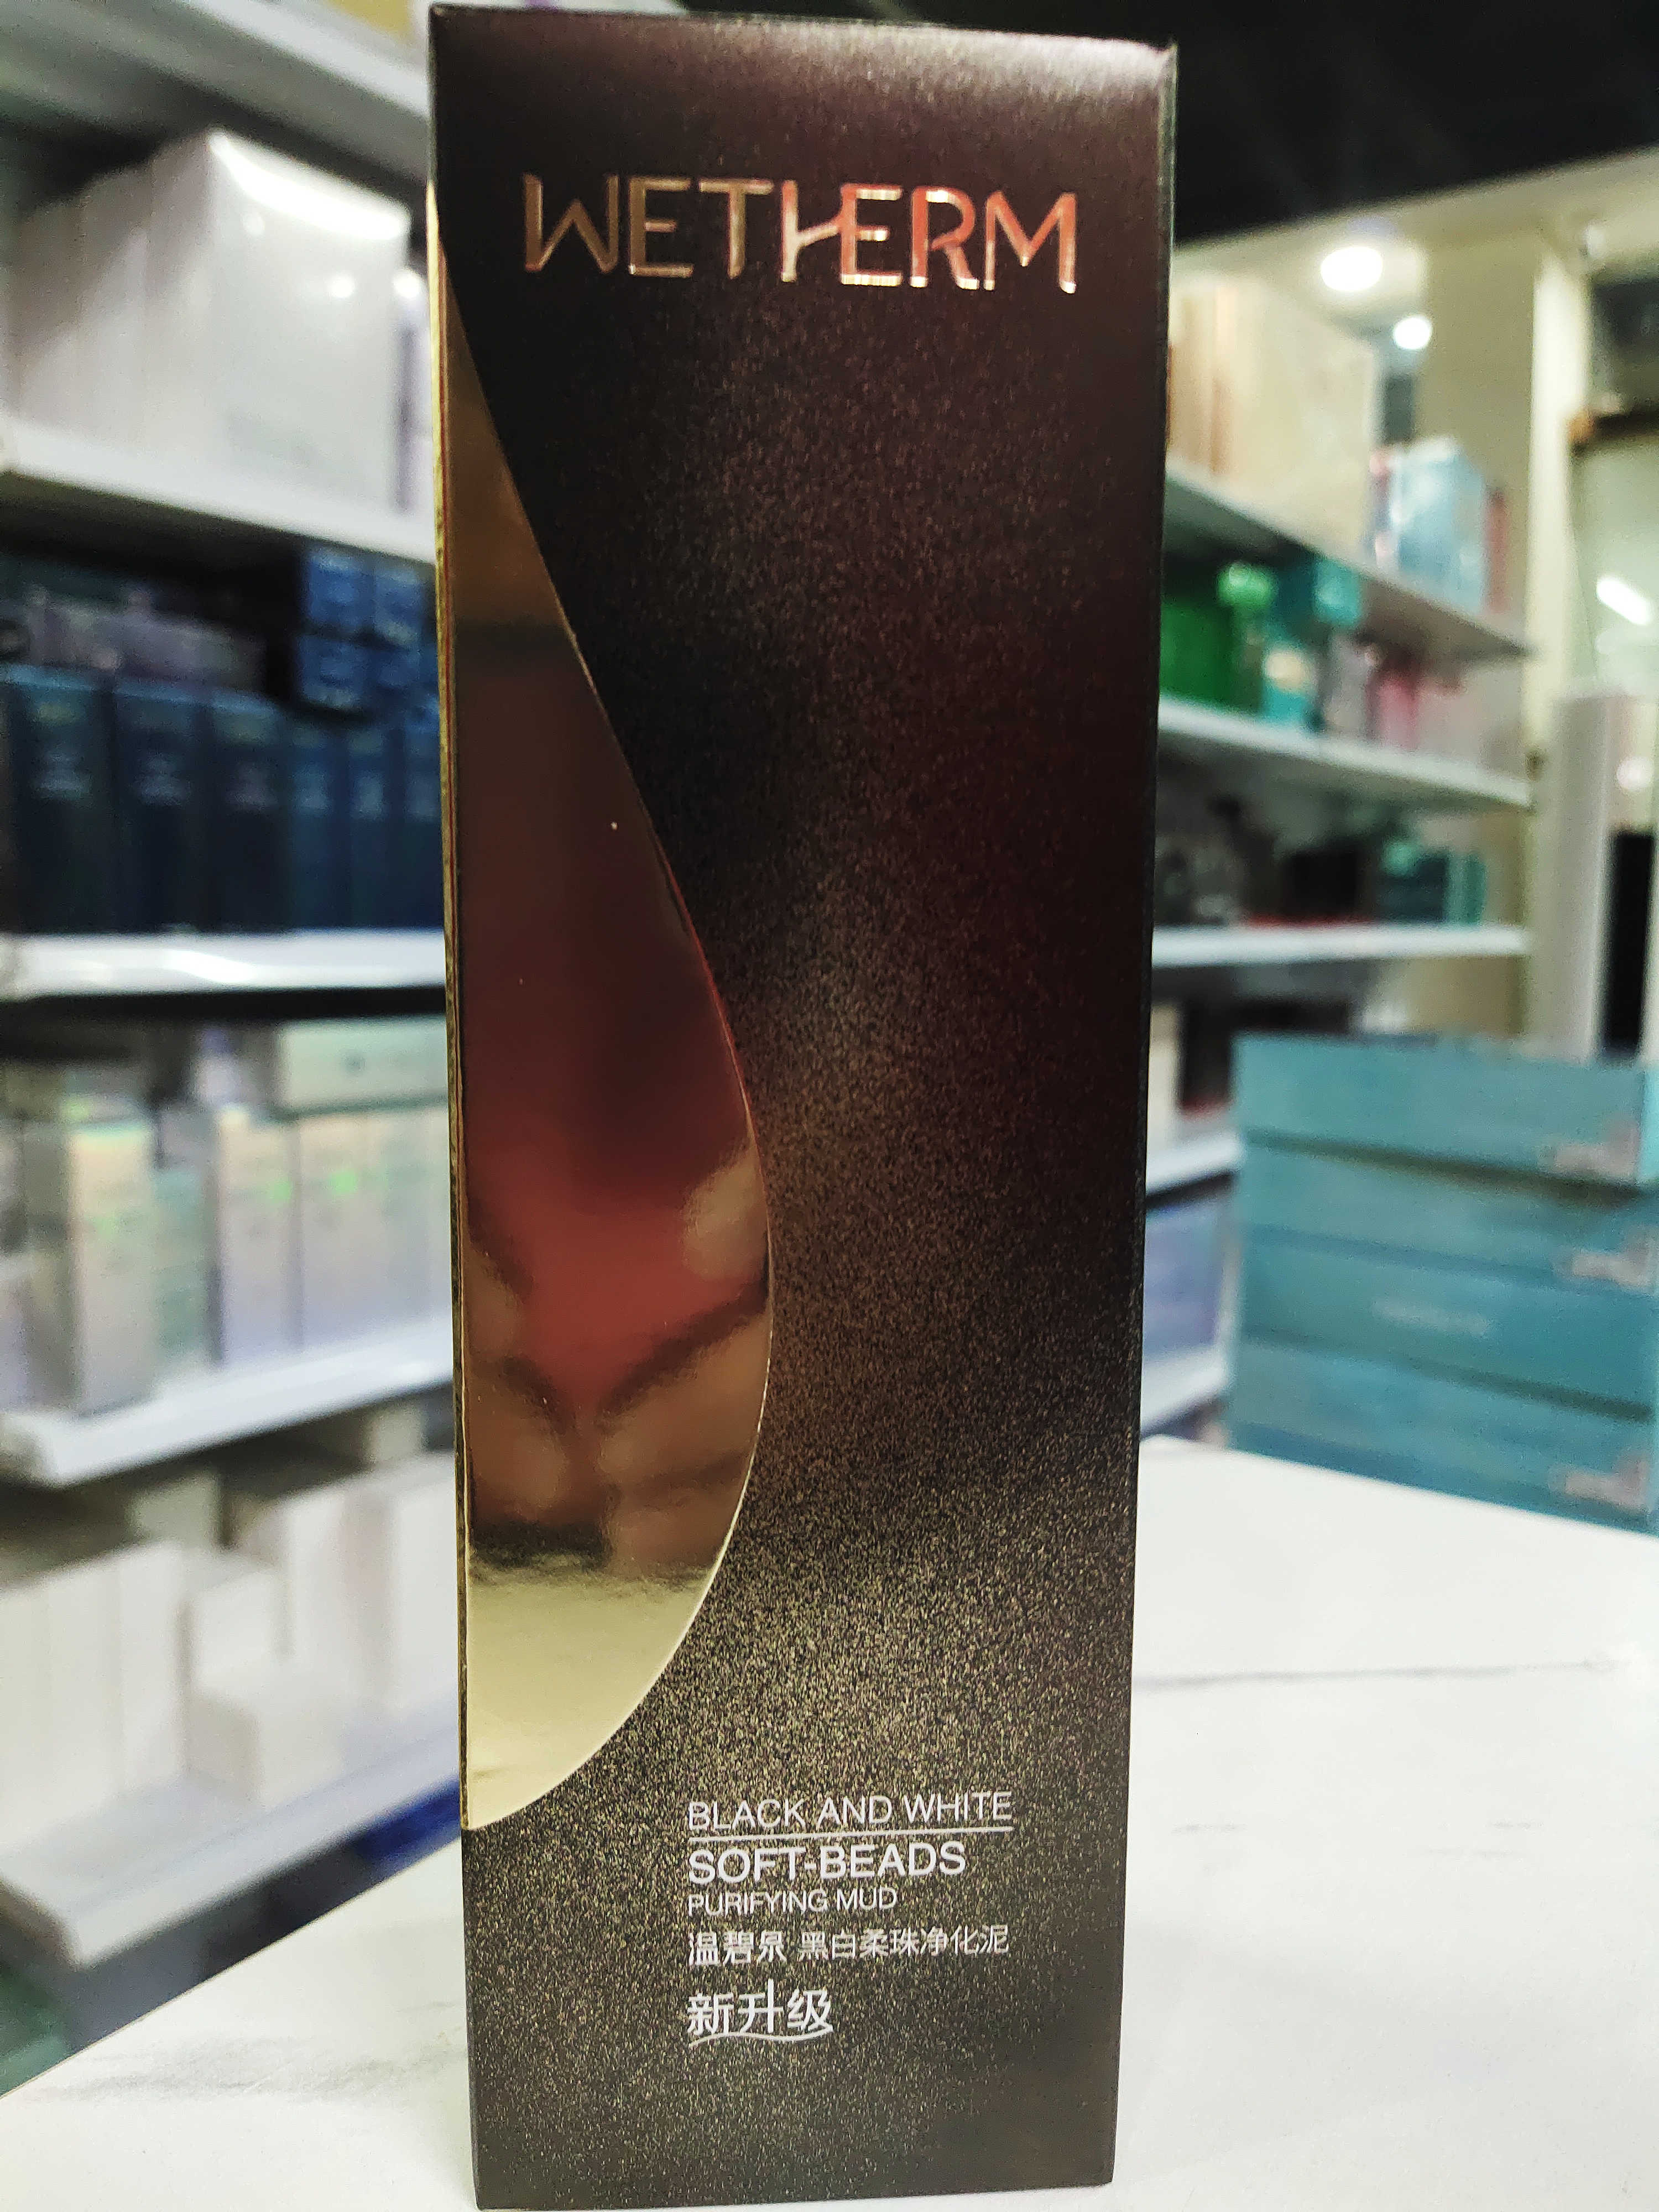 WETHERM
BLACK AND WHITE
SOFT-BEADS
PURIFYING MUD
温碧泉 黑白柔珠净化泥
新升级